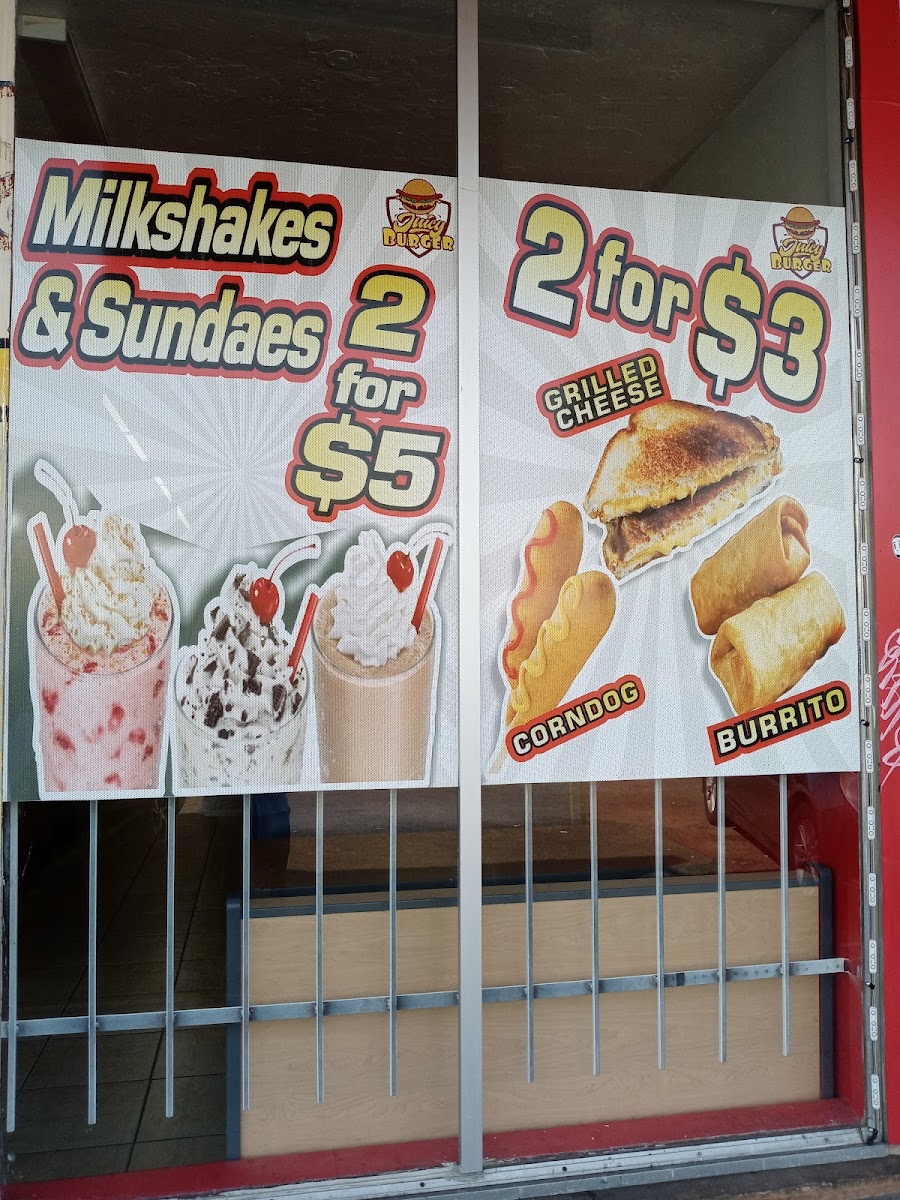 Milkshakes
& Sundaes
2
for
$5
Juicy
BURGER
2 for $3
Juicy
BURGER
GRILLED
CHEESE
CORNDOG
BURRITO